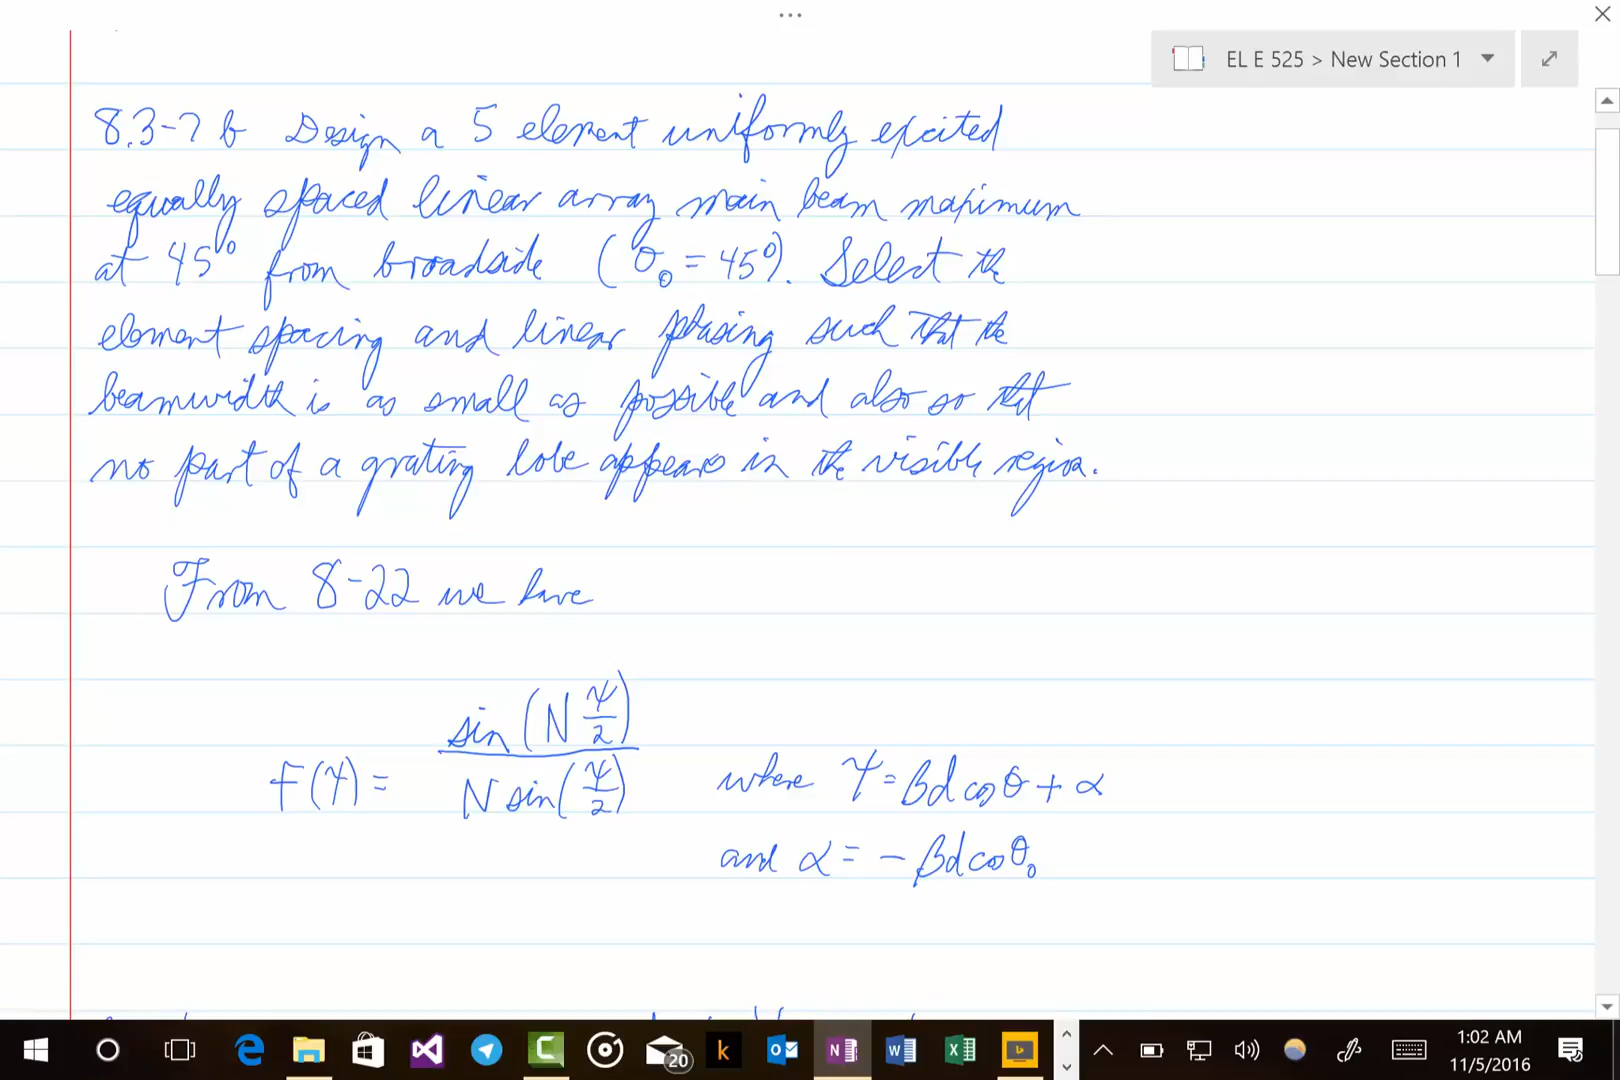 ...
EL E 525 > New Section 1
8.3-7 b Design a 5 element uniformly excited
equally spaced linear array main beam maximum
at 45° from broadside (θ₀ = 45°). Select the
element spacing and linear phasing such that the
beamwidth is as small as possible and also so that
no part of a grating lobe appears in the visible region.
From 8-22 we have
F(ψ) = sin(N ψ/2) / N sin(ψ/2) where ψ = βd cos θ + α
and α = - βd cos θ₀
20
1:02 AM
11/5/2016